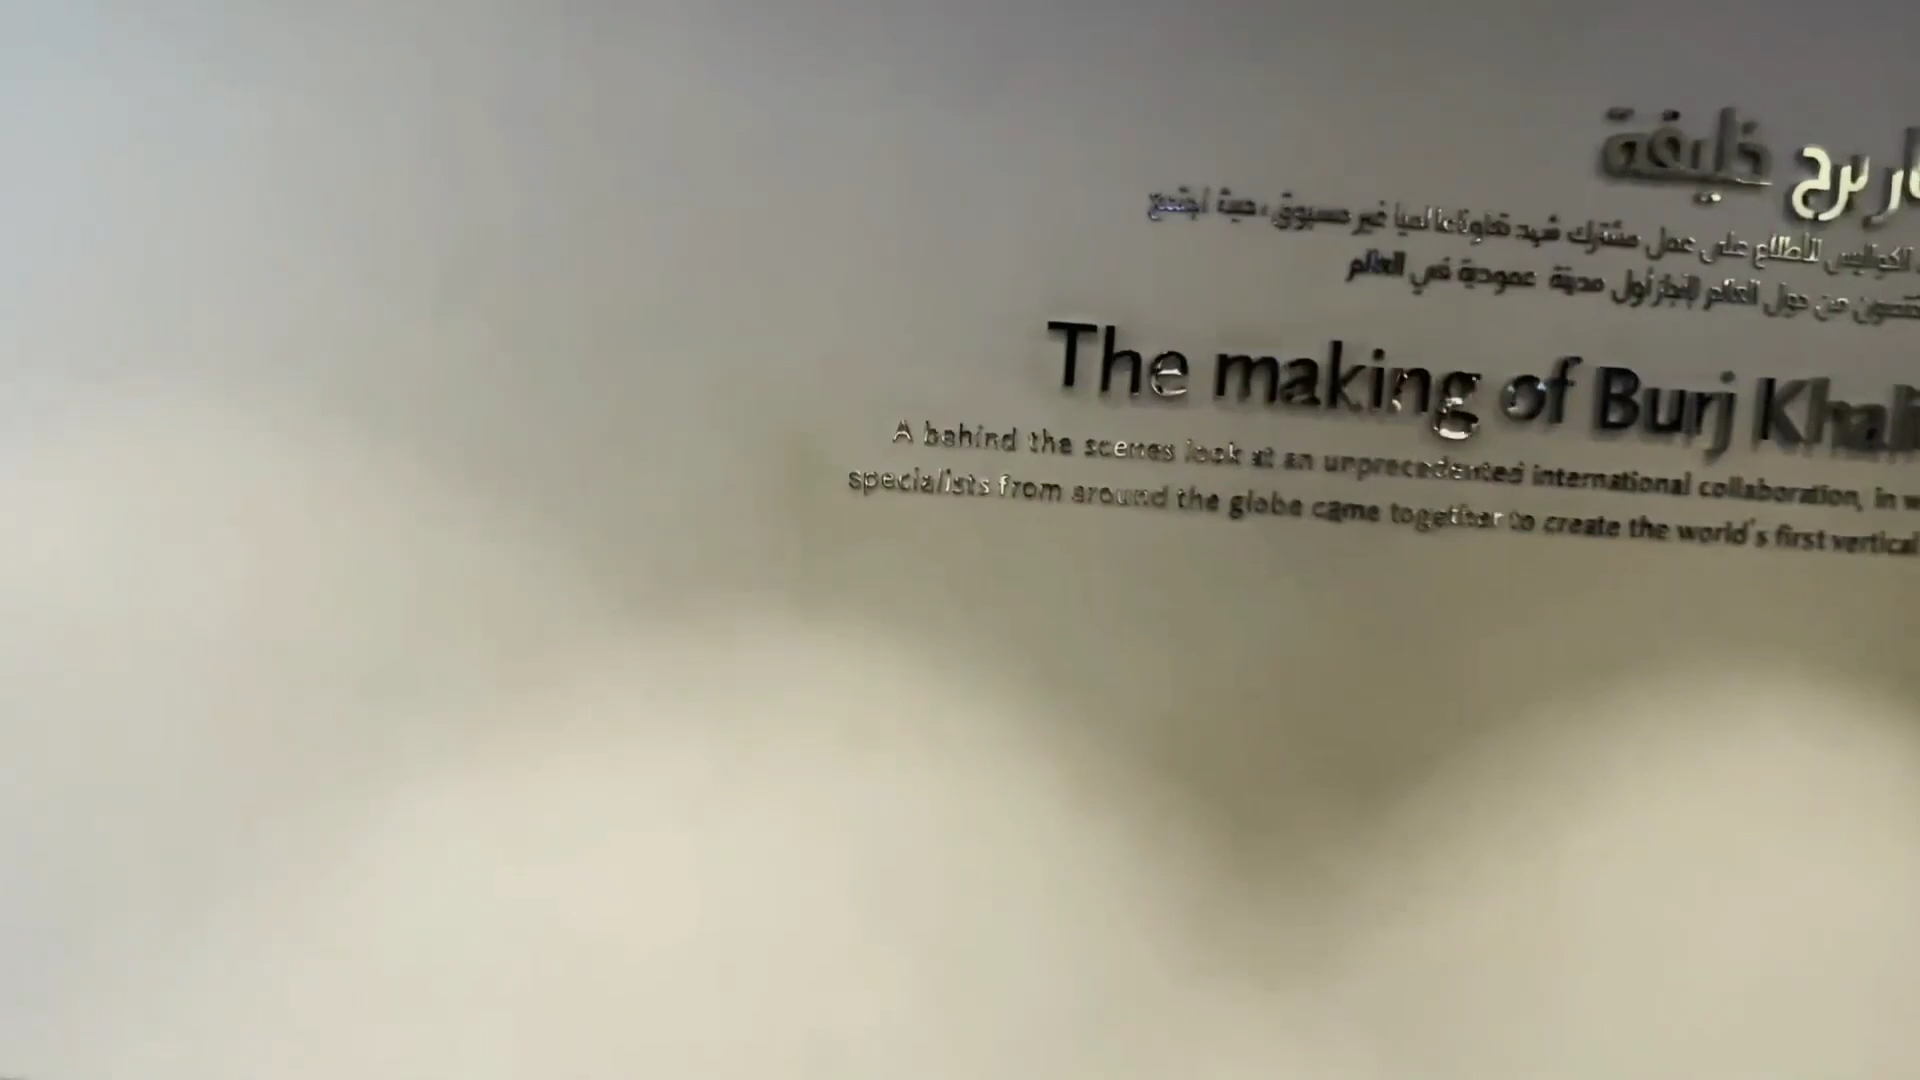 برج خليفة
الكواليس للاطلاع على عمل مشترك شهد تعاونا عالميا غير مسبوق، حيث اجتمع
من حول العالم لإنجاز أول مدينة عمودية في العالم
The making of Burj Khali
A behind the scenes look at an unprecedented international collaboration, in w
specialists from around the globe came together to create the world's first vertical